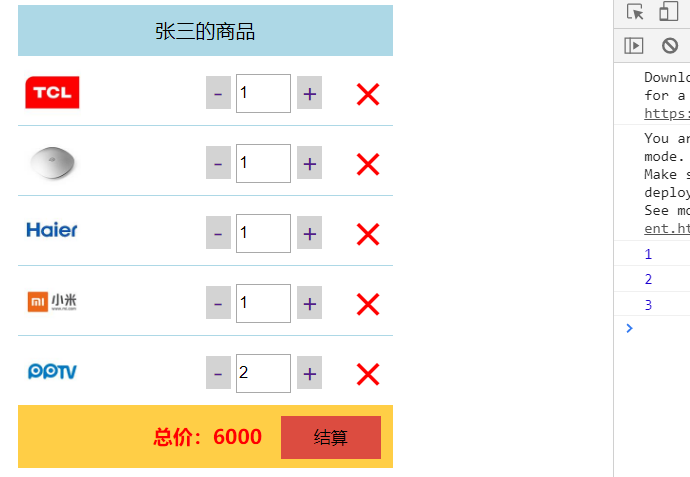 张三的商品
TCL
- 1 +
- 1 +
Haier
- 1 +
mi 小米
- 1 +
PPTV
- 2 +
总价：6000
结算
for a
https:
You ar
mode.
Make s
deploy
See mo
ent.ht
1
2
3